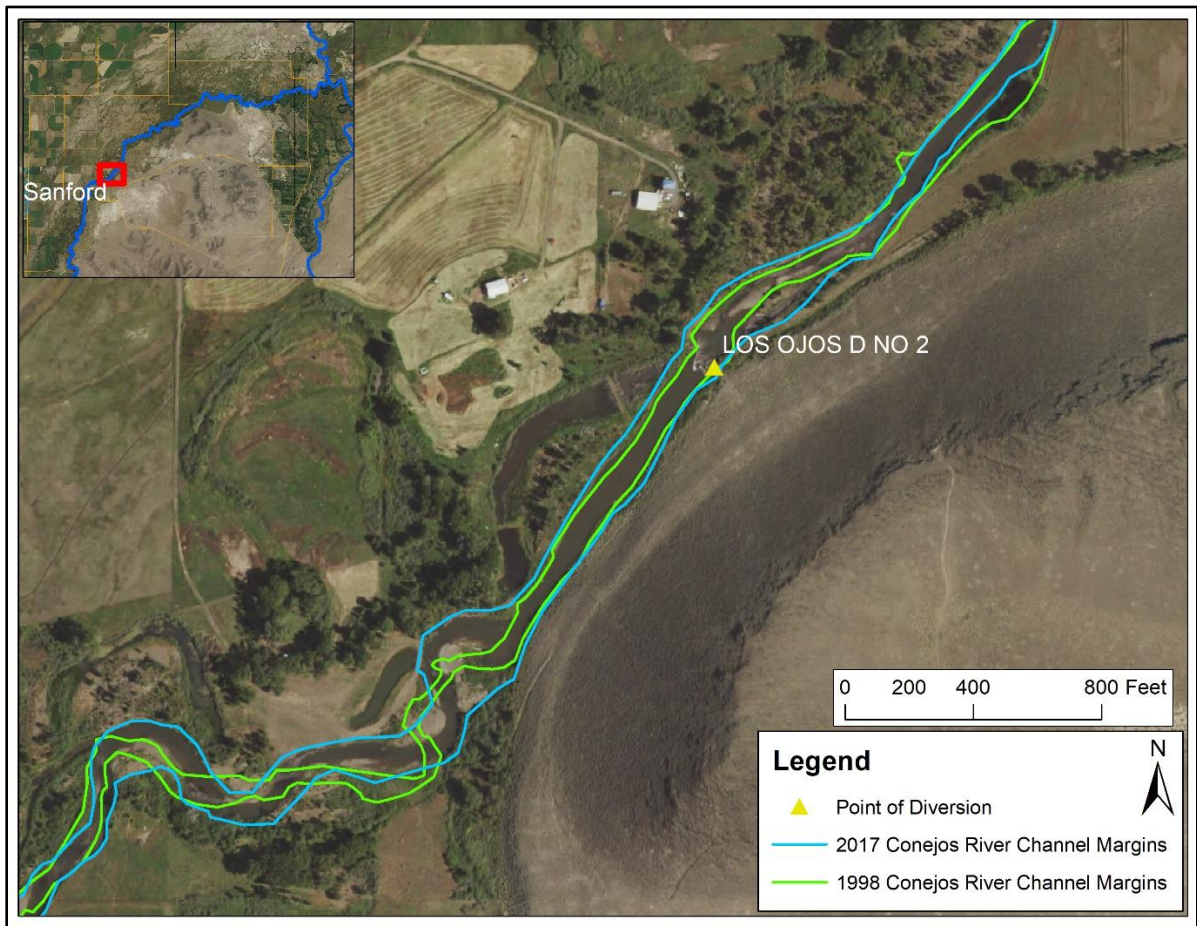 Sanford
LOS OJOS D NO 2
0 200 400 800 Feet
Legend
N
Point of Diversion
2017 Conejos River Channel Margins
1998 Conejos River Channel Margins